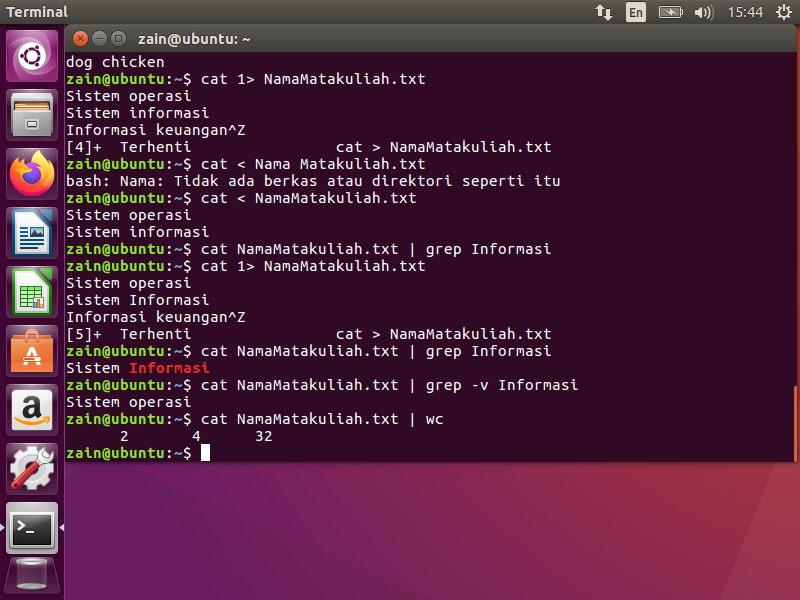 Terminal
En
15:44
zain@ubuntu: ~
dog chicken
zain@ubuntu:~$ cat 1> NamaMatakuliah.txt
Sistem operasi
Sistem informasi
Informasi keuangan^Z
[4]+  Terhenti                cat > NamaMatakuliah.txt
zain@ubuntu:~$ cat < Nama Matakuliah.txt
bash: Nama: Tidak ada berkas atau direktori seperti itu
zain@ubuntu:~$ cat < NamaMatakuliah.txt
Sistem operasi
Sistem informasi
zain@ubuntu:~$ cat NamaMatakuliah.txt | grep Informasi
zain@ubuntu:~$ cat 1> NamaMatakuliah.txt
Sistem operasi
Sistem Informasi
Informasi keuangan^Z
[5]+  Terhenti                cat > NamaMatakuliah.txt
zain@ubuntu:~$ cat NamaMatakuliah.txt | grep Informasi
Sistem Informasi
zain@ubuntu:~$ cat NamaMatakuliah.txt | grep -v Informasi
Sistem operasi
zain@ubuntu:~$ cat NamaMatakuliah.txt | wc
      2       4      32
zain@ubuntu:~$